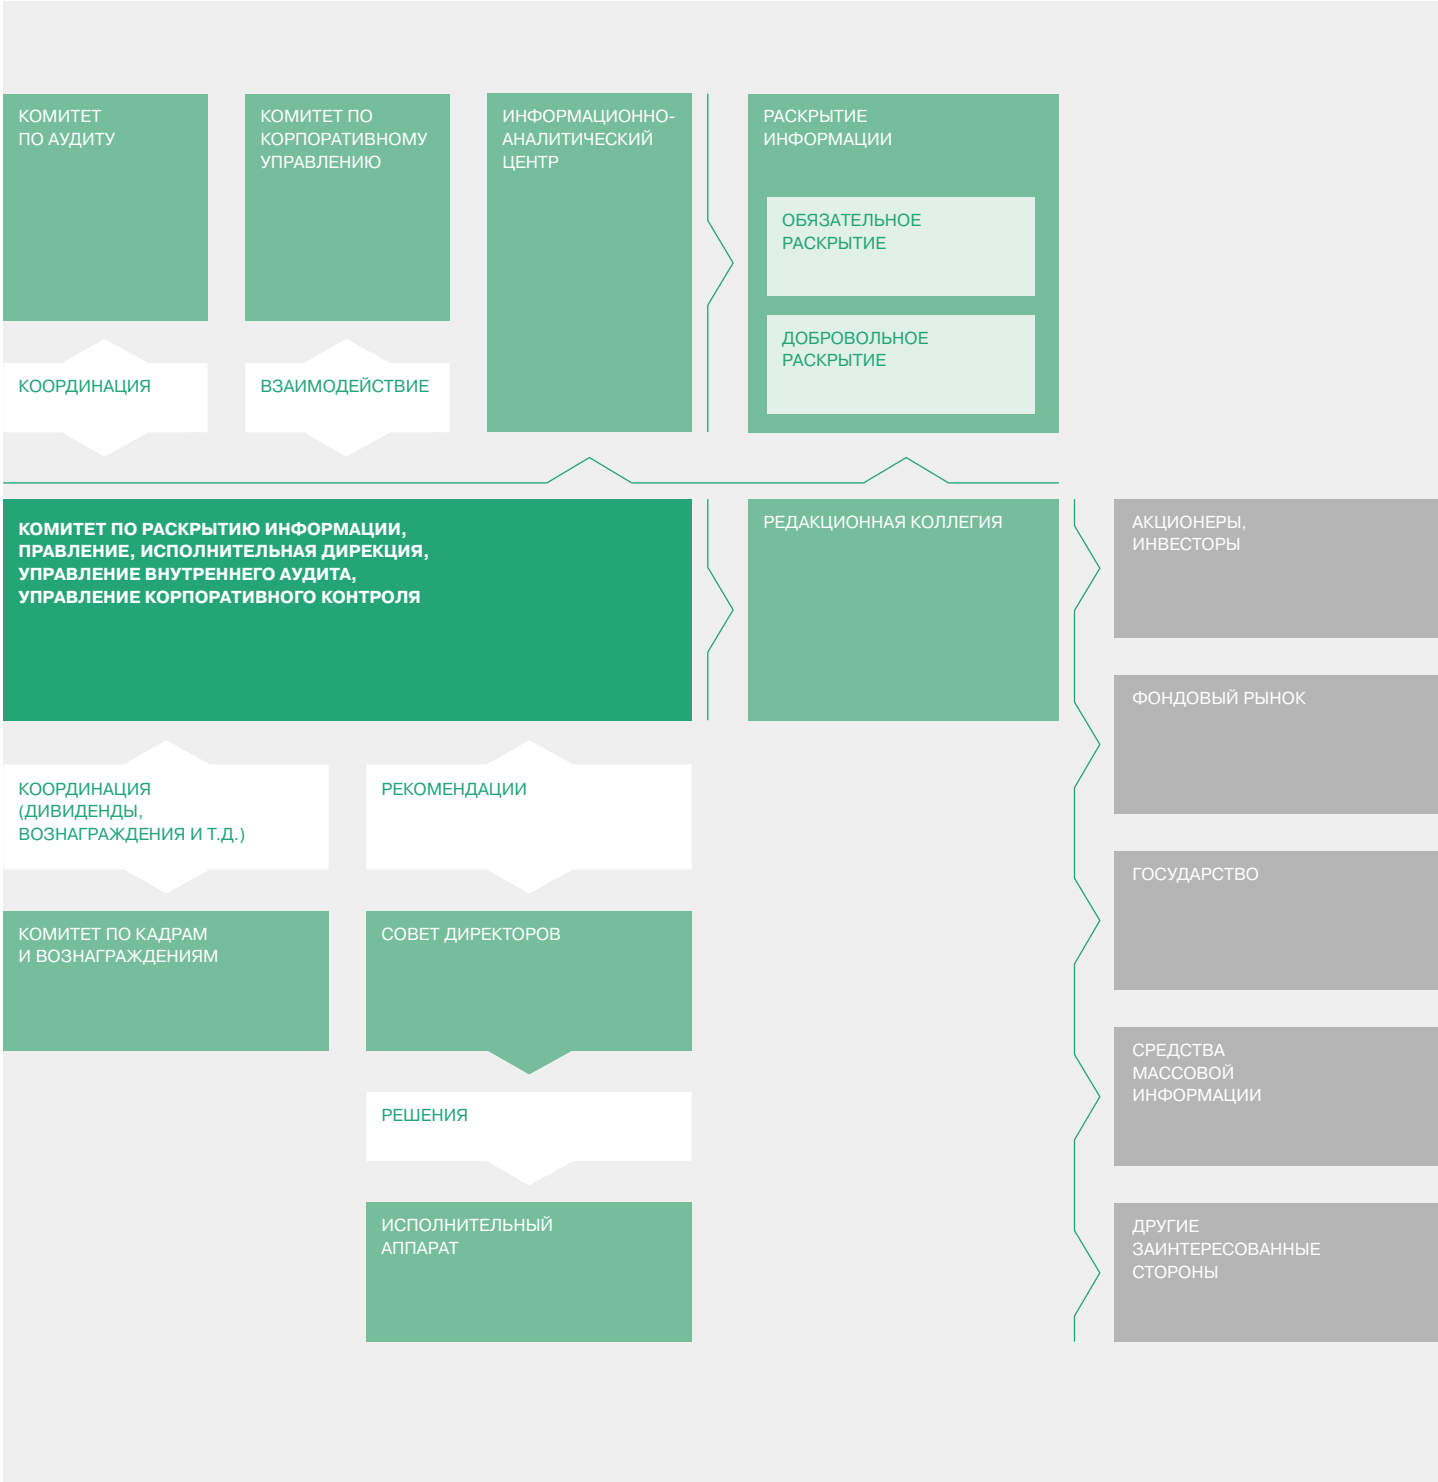 КОМИТЕТ
ПО АУДИТУ
КОМИТЕТ ПО
КОРПОРАТИВНОМУ
УПРАВЛЕНИЮ
ИНФОРМАЦИОННО-
АНАЛИТИЧЕСКИЙ
ЦЕНТР
РАСКРЫТИЕ
ИНФОРМАЦИИ
ОБЯЗАТЕЛЬНОЕ
РАСКРЫТИЕ
ДОБРОВОЛЬНОЕ
РАСКРЫТИЕ
КООРДИНАЦИЯ
ВЗАИМОДЕЙСТВИЕ
КОМИТЕТ ПО РАСКРЫТИЮ ИНФОРМАЦИИ,
ПРАВЛЕНИЕ, ИСПОЛНИТЕЛЬНАЯ ДИРЕКЦИЯ,
УПРАВЛЕНИЕ ВНУТРЕННЕГО АУДИТА,
УПРАВЛЕНИЕ КОРПОРАТИВНОГО КОНТРОЛЯ
РЕДАКЦИОННАЯ КОЛЛЕГИЯ
АКЦИОНЕРЫ,
ИНВЕСТОРЫ
ФОНДОВЫЙ РЫНОК
КООРДИНАЦИЯ
(ДИВИДЕНДЫ,
ВОЗНАГРАЖДЕНИЯ И Т.Д.)
РЕКОМЕНДАЦИИ
ГОСУДАРСТВО
КОМИТЕТ ПО КАДРАМ
И ВОЗНАГРАЖДЕНИЯМ
СОВЕТ ДИРЕКТОРОВ
СРЕДСТВА
МАССОВОЙ
ИНФОРМАЦИИ
РЕШЕНИЯ
ИСПОЛНИТЕЛЬНЫЙ
АППАРАТ
ДРУГИЕ
ЗАИНТЕРЕСОВАННЫЕ
СТОРОНЫ